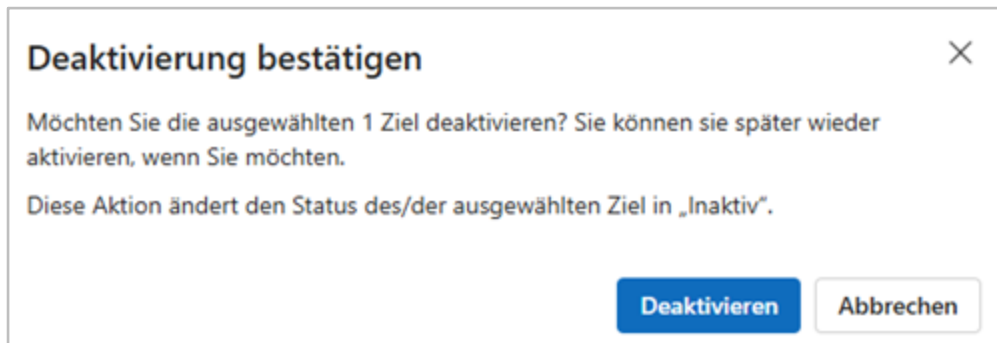 Deaktivierung bestätigen
Möchten Sie die ausgewählten 1 Ziel deaktivieren? Sie können sie später wieder
aktivieren, wenn Sie möchten.
Diese Aktion ändert den Status des/der ausgewählten Ziel in „Inaktiv“.
Deaktivieren Abbrechen